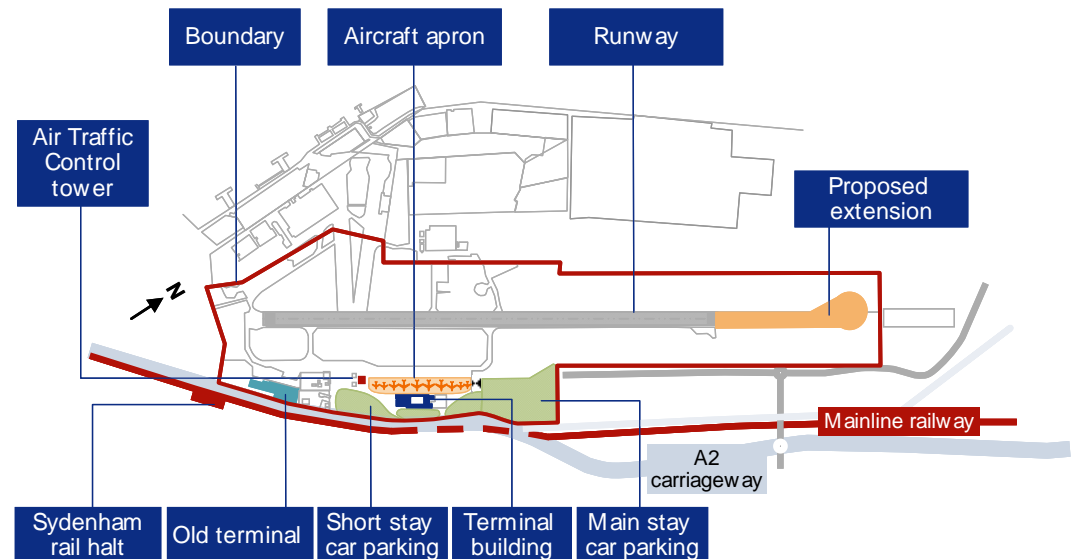 Boundary
Aircraft apron
Runway
Air Traffic
Control
tower
Proposed
extension
N
Mainline railway
A2
carriageway
Sydenham
rail halt
Old terminal
Short stay
car parking
Terminal
building
Main stay
car parking